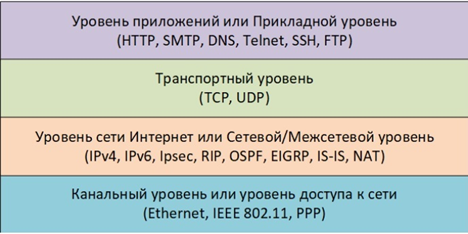 Уровень приложений или Прикладной уровень
(HTTP, SMTP, DNS, Telnet, SSH, FTP)
Транспортный уровень
(TCP, UDP)
Уровень сети Интернет или Сетевой/Межсетевой уровень
(IPv4, IPv6, Ipsec, RIP, OSPF, EIGRP, IS-IS, NAT)
Канальный уровень или уровень доступа к сети
(Ethernet, IEEE 802.11, PPP)